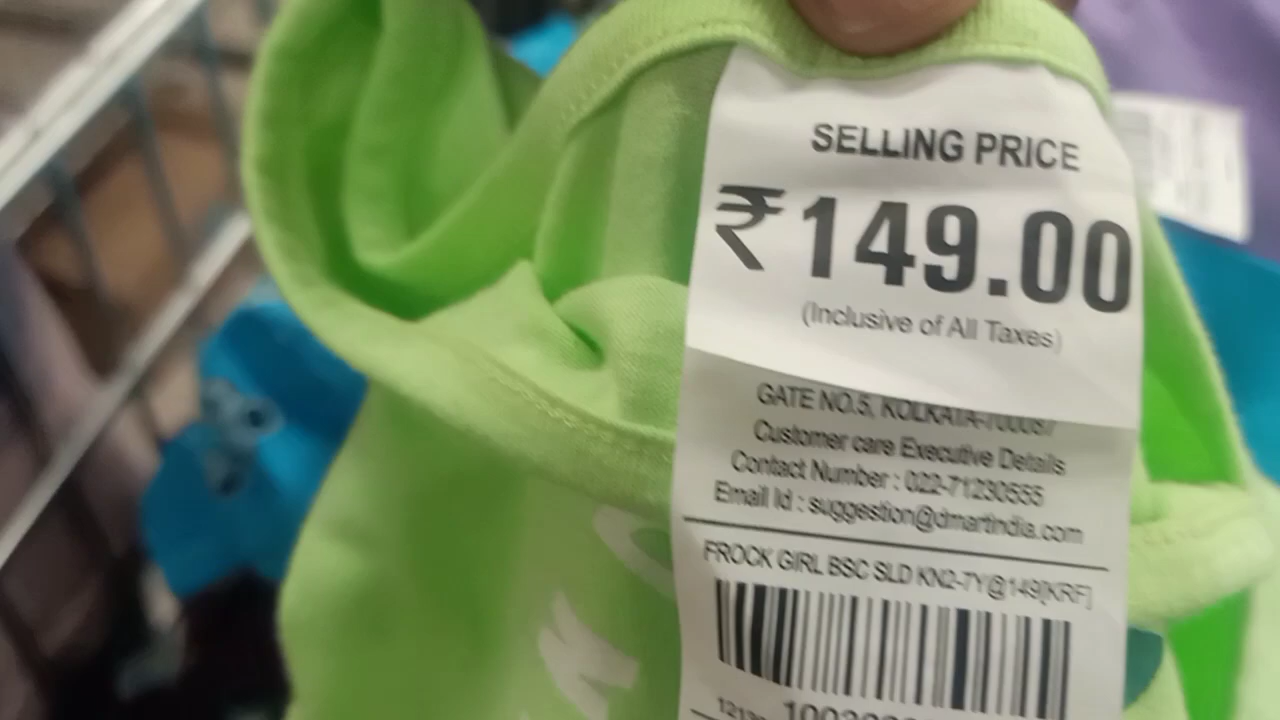 SELLING PRICE
₹149.00
(Inclusive of All Taxes)
GATE NO.5, KOLKATA-700087
Customer care Executive Details
Contact Number : 022-71230555
Email Id : suggestion@dmartindia.com
FROCK GIRL BSC SLD KN2-7Y@149[KRF]